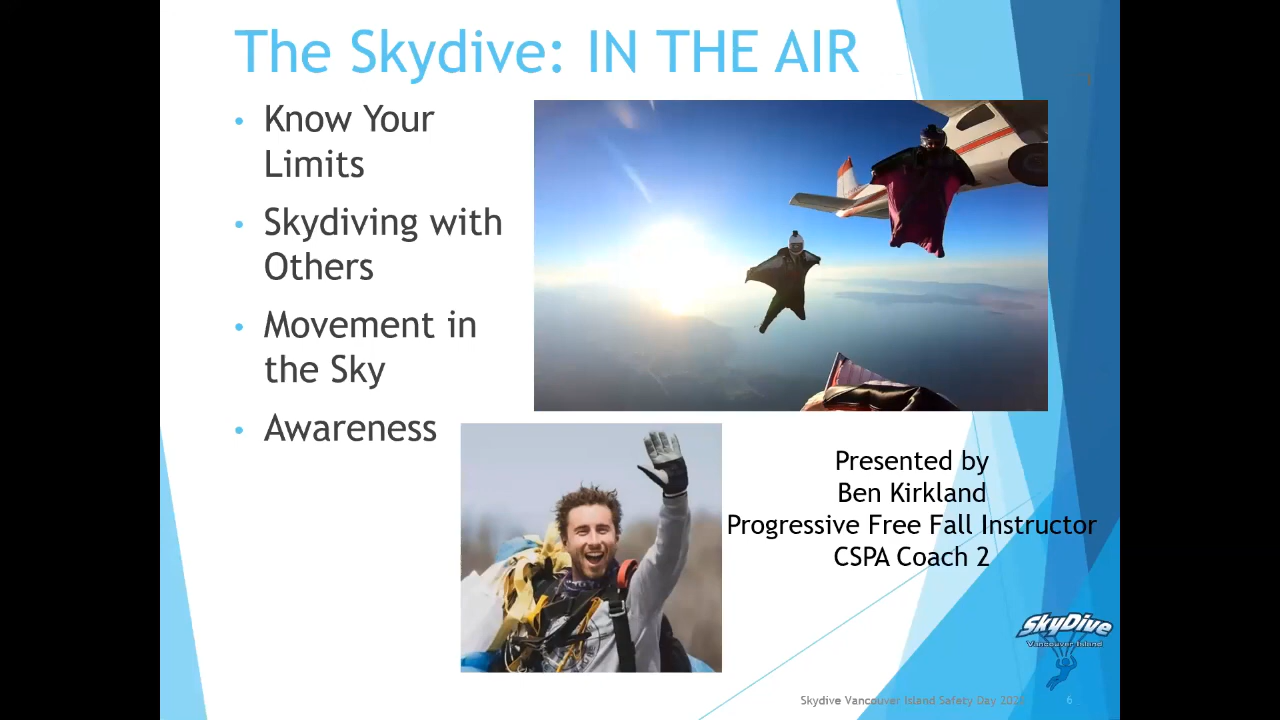 The Skydive: IN THE AIR
• Know Your
Limits
• Skydiving with
Others
• Movement in
the Sky
• Awareness
Presented by
Ben Kirkland
Progressive Free Fall Instructor
CSPA Coach 2
SkyDive
Vancouver Island
Skydive Vancouver Island Safety Day
6